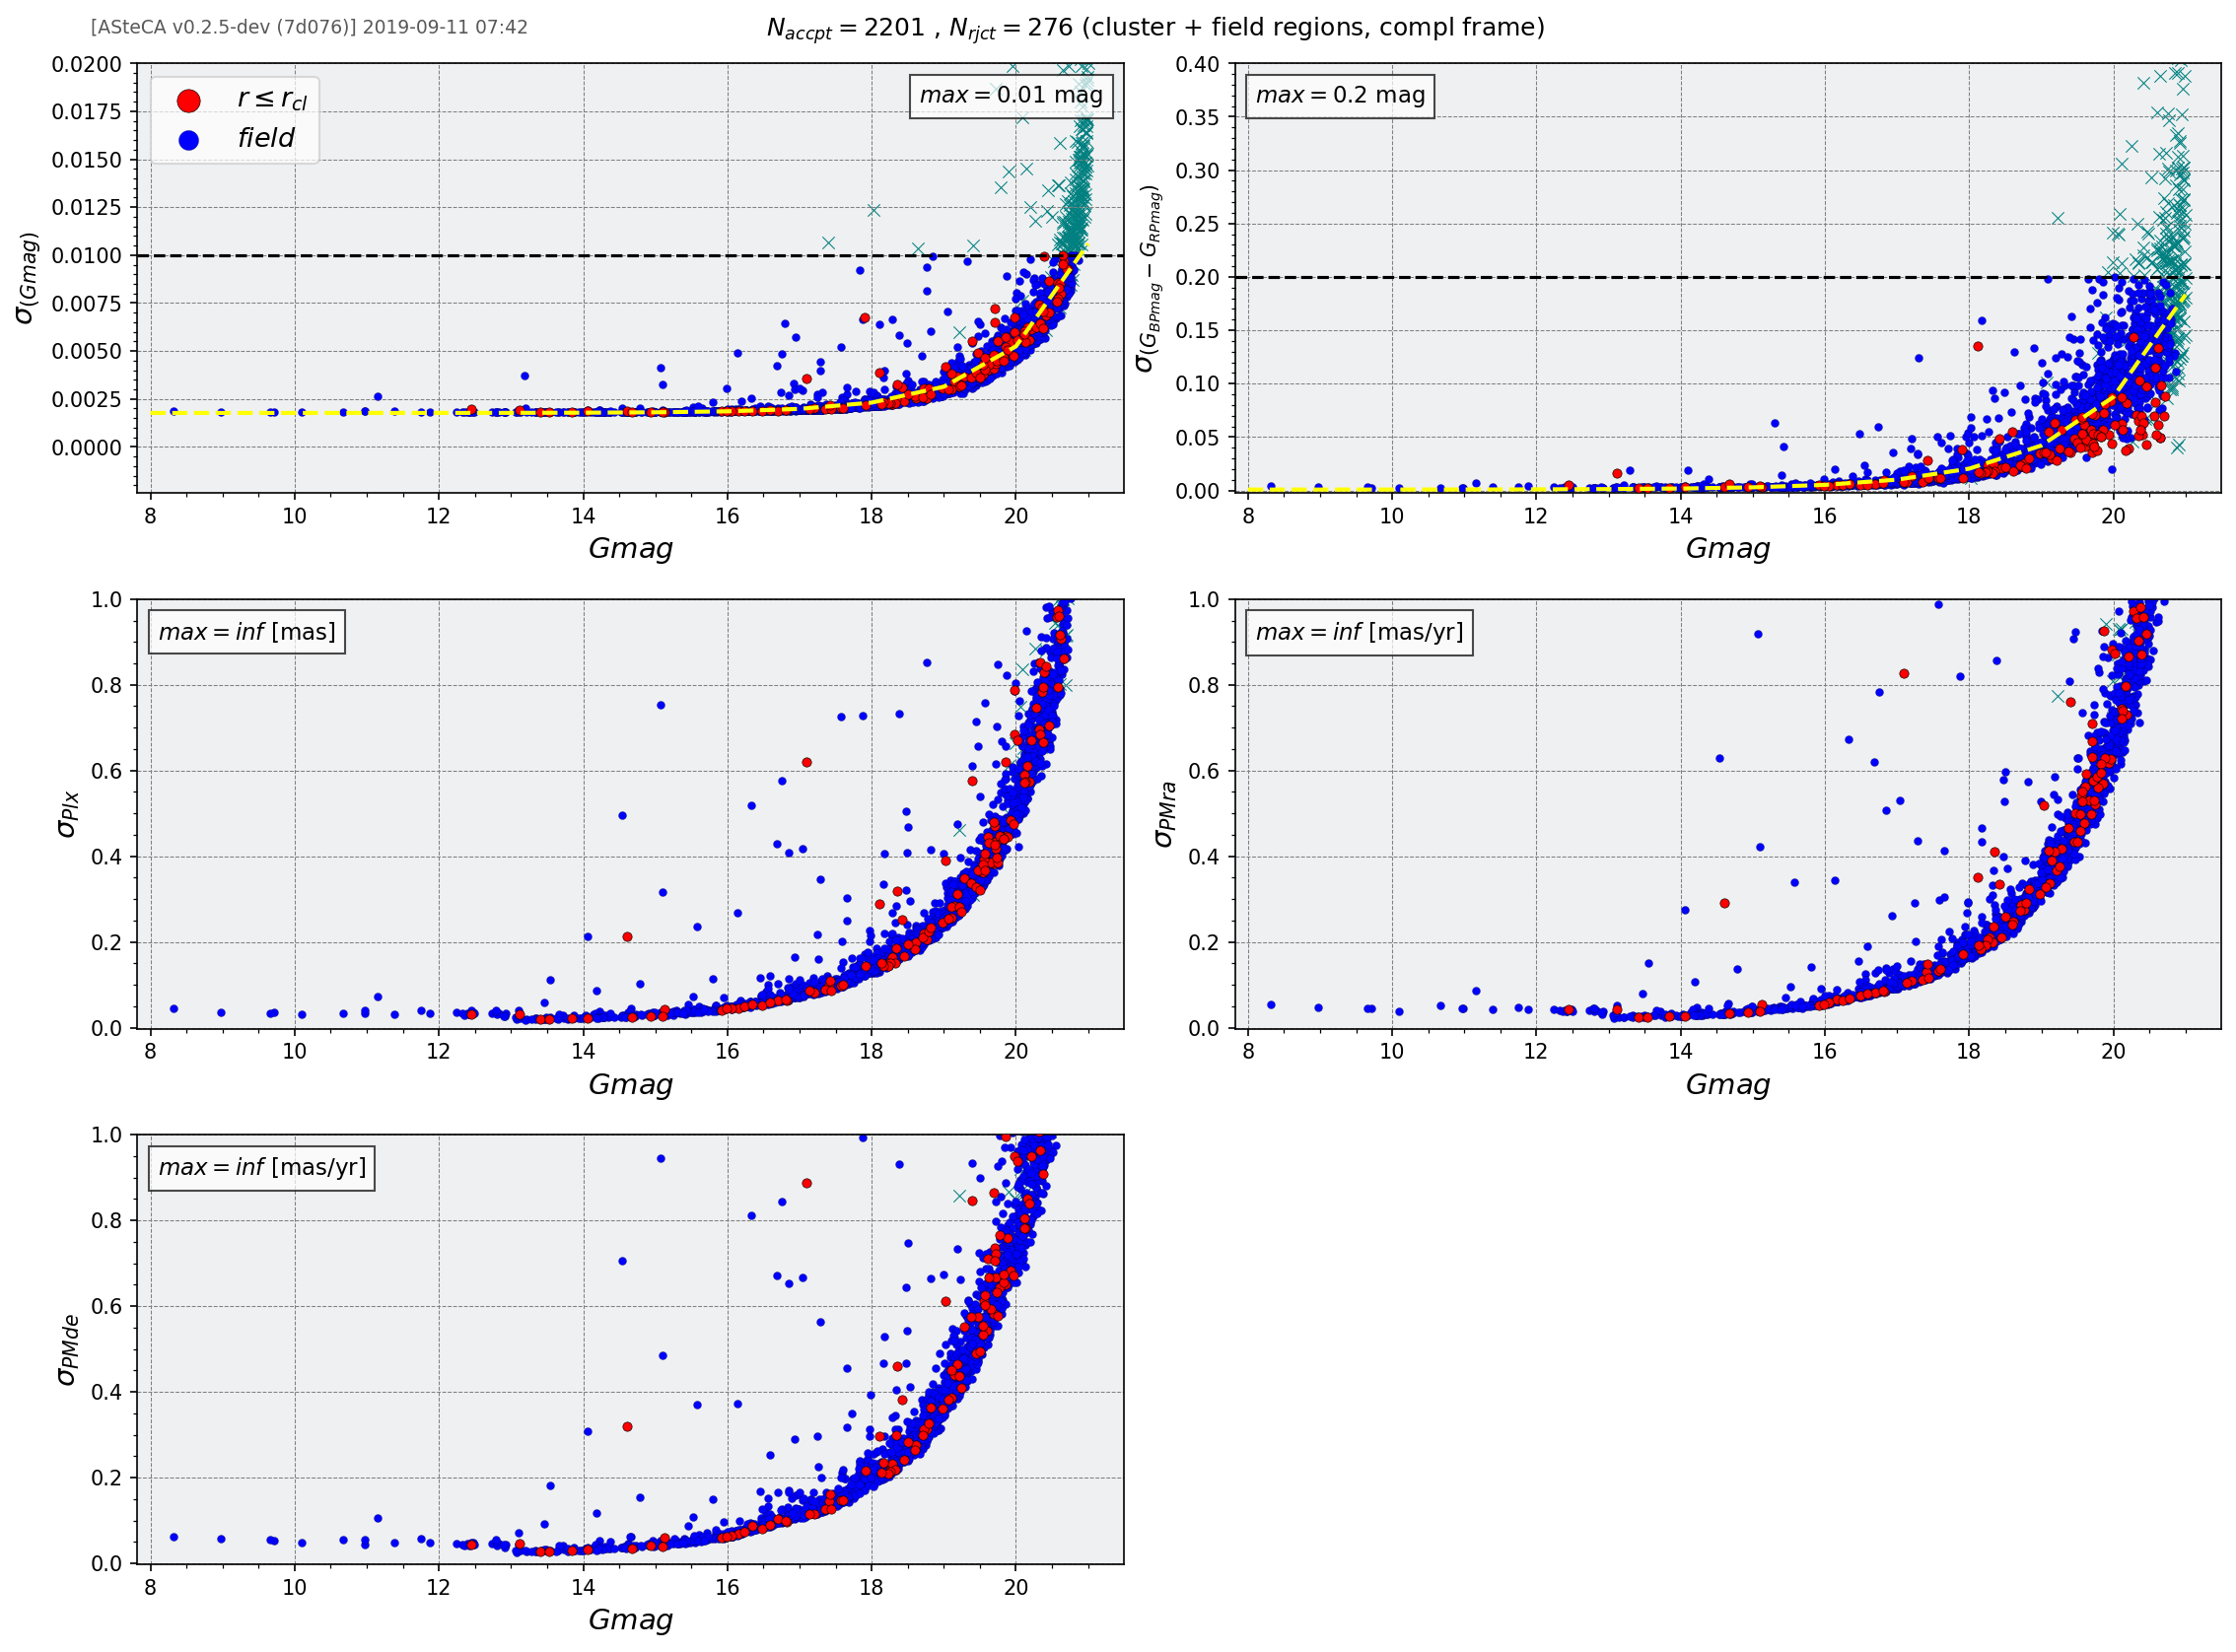 [ASteCA v0.2.5-dev (7d076)] 2019-09-11 07:42
N_accpt = 2201 , N_rjct = 276 (cluster + field regions, compl frame)
0.0200
0.0175
0.0150
0.0125
0.0100
0.0075
0.0050
0.0025
0.0000
σ(Gmag)
r ≤ r_cl
field
max = 0.01 mag
8 10 12 14 16 18 20
Gmag
0.40
0.35
0.30
0.25
0.20
0.15
0.10
0.05
0.00
σ(G_BPmag − G_RPmag)
max = 0.2 mag
8 10 12 14 16 18 20
Gmag
1.0
0.8
0.6
0.4
0.2
0.0
σ_Plx
max = inf [mas]
8 10 12 14 16 18 20
Gmag
1.0
0.8
0.6
0.4
0.2
0.0
σ_PMra
max = inf [mas/yr]
8 10 12 14 16 18 20
Gmag
1.0
0.8
0.6
0.4
0.2
0.0
σ_PMde
max = inf [mas/yr]
8 10 12 14 16 18 20
Gmag